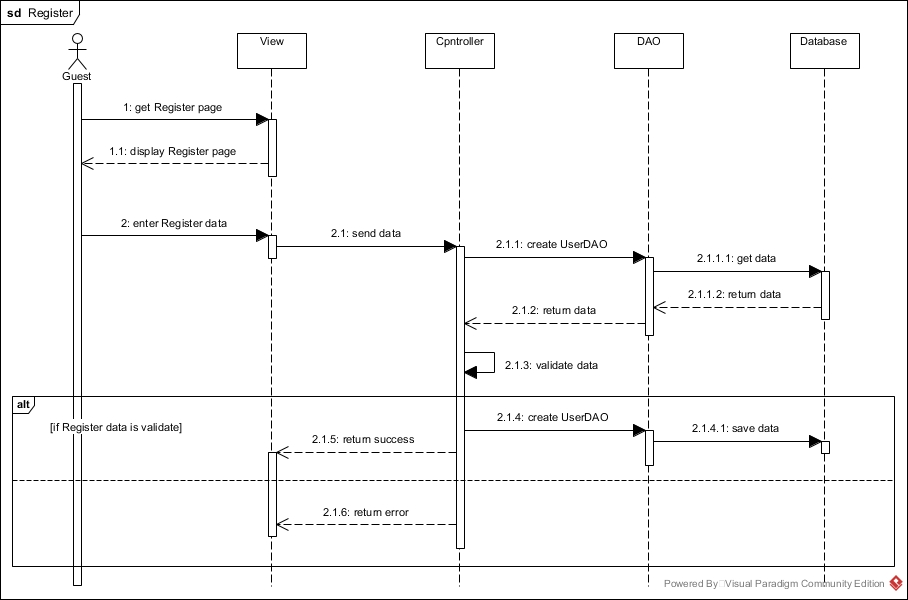 sd Register
View
Cpntroller
DAO
Database
Guest
1: get Register page
1.1: display Register page
2: enter Register data
2.1: send data
2.1.1: create UserDAO
2.1.1.1: get data
2.1.1.2: return data
2.1.2: return data
2.1.3: validate data
alt
[if Register data is validate]
2.1.4: create UserDAO
2.1.4.1: save data
2.1.5: return success
2.1.6: return error
Powered By Visual Paradigm Community Edition